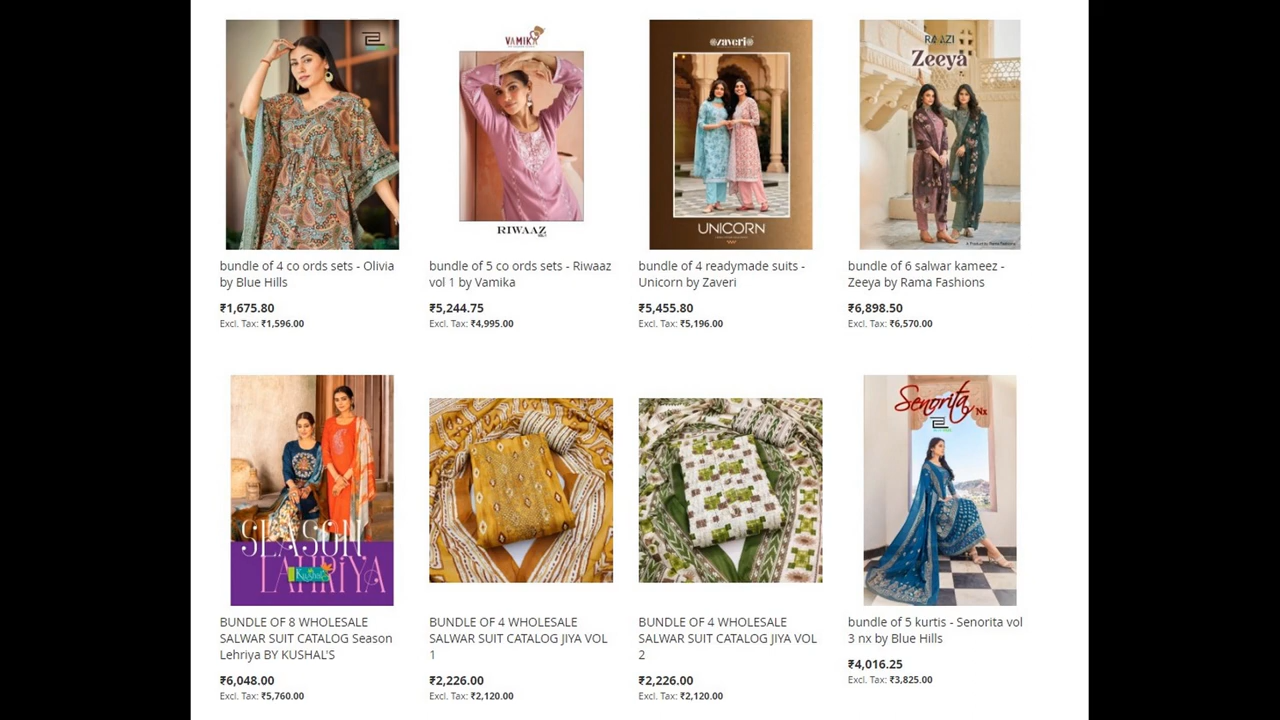 VAMIKA
RIWAAZ
zaveri
UNICORN
RAAZI
Zeeya
A Product by Rama Fashions
bundle of 4 co ords sets - Olivia
by Blue Hills
₹1,675.80
Excl. Tax: ₹1,596.00
bundle of 5 co ords sets - Riwaaz
vol 1 by Vamika
₹5,244.75
Excl. Tax: ₹4,995.00
bundle of 4 readymade suits -
Unicorn by Zaveri
₹5,455.80
Excl. Tax: ₹5,196.00
bundle of 6 salwar kameez -
Zeeya by Rama Fashions
₹6,898.50
Excl. Tax: ₹6,570.00
SEASON
LAHRIYA
Kushal's
Senorita Nx
BUNDLE OF 8 WHOLESALE
SALWAR SUIT CATALOG Season
Lehriya BY KUSHAL'S
₹6,048.00
Excl. Tax: ₹5,760.00
BUNDLE OF 4 WHOLESALE
SALWAR SUIT CATALOG JIYA VOL
1
₹2,226.00
Excl. Tax: ₹2,120.00
BUNDLE OF 4 WHOLESALE
SALWAR SUIT CATALOG JIYA VOL
2
₹2,226.00
Excl. Tax: ₹2,120.00
bundle of 5 kurtis - Senorita vol
3 nx by Blue Hills
₹4,016.25
Excl. Tax: ₹3,825.00